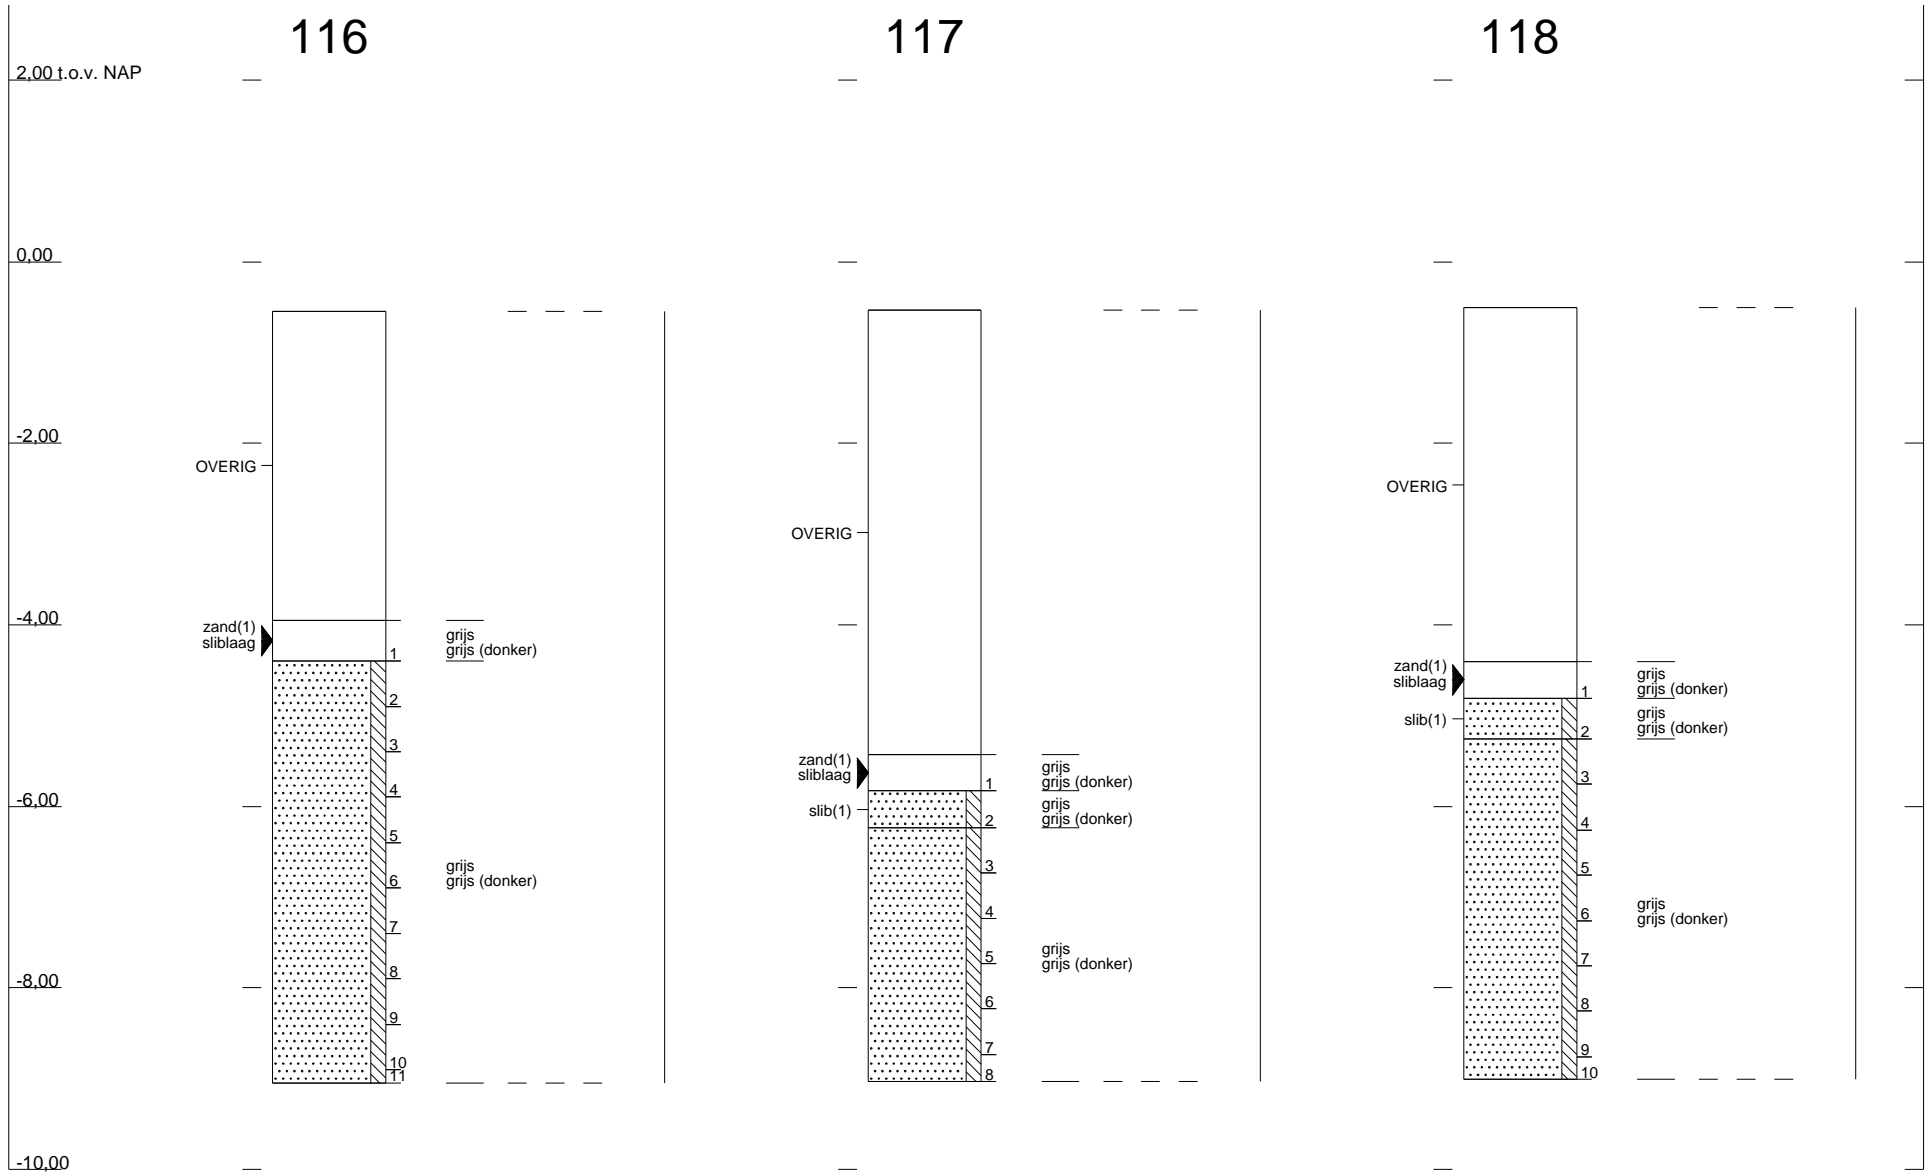 116
117
118
2,00 t.o.v. NAP
0,00
-2,00
-4,00
-6,00
-8,00
-10,00
OVERIG
zand(1)
sliblaag
1
2
3
4
5
6
7
8
9
10
11
grijs
grijs (donker)
grijs
grijs (donker)
OVERIG
zand(1)
sliblaag
slib(1)
1
2
3
4
5
6
7
8
grijs
grijs (donker)
grijs
grijs (donker)
grijs
grijs (donker)
OVERIG
zand(1)
sliblaag
slib(1)
1
2
3
4
5
6
7
8
9
10
grijs
grijs (donker)
grijs
grijs (donker)
grijs
grijs (donker)